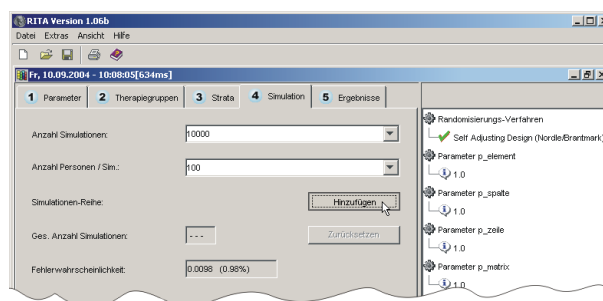 RITA Version 1.06b
Datei Extras Ansicht Hilfe
Fr, 10.09.2004 - 10:08:05[634ms]
1 Parameter 2 Therapiegruppen 3 Strata 4 Simulation 5 Ergebnisse
Anzahl Simulationen: 10000
Anzahl Personen / Sim.: 100
Simulationen-Reihe: Hinzufügen
Ges. Anzahl Simulationen: --- Zurücksetzen
Fehlerwahrscheinlichkeit: 0.0098 (0.98%)
Randomisierungs-Verfahren
Self Adjusting Design (Nordle/Brantmark)
Parameter p_element
1.0
Parameter p_spalte
1.0
Parameter p_zeile
1.0
Parameter p_matrix
1.0